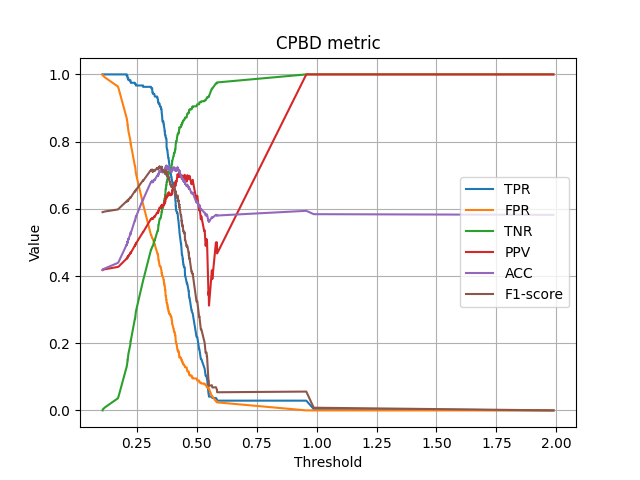 CPBD metric
1.0
0.8
0.6
0.4
0.2
0.0
Value
TPR
FPR
TNR
PPV
ACC
F1-score
0.25 0.50 0.75 1.00 1.25 1.50 1.75 2.00
Threshold